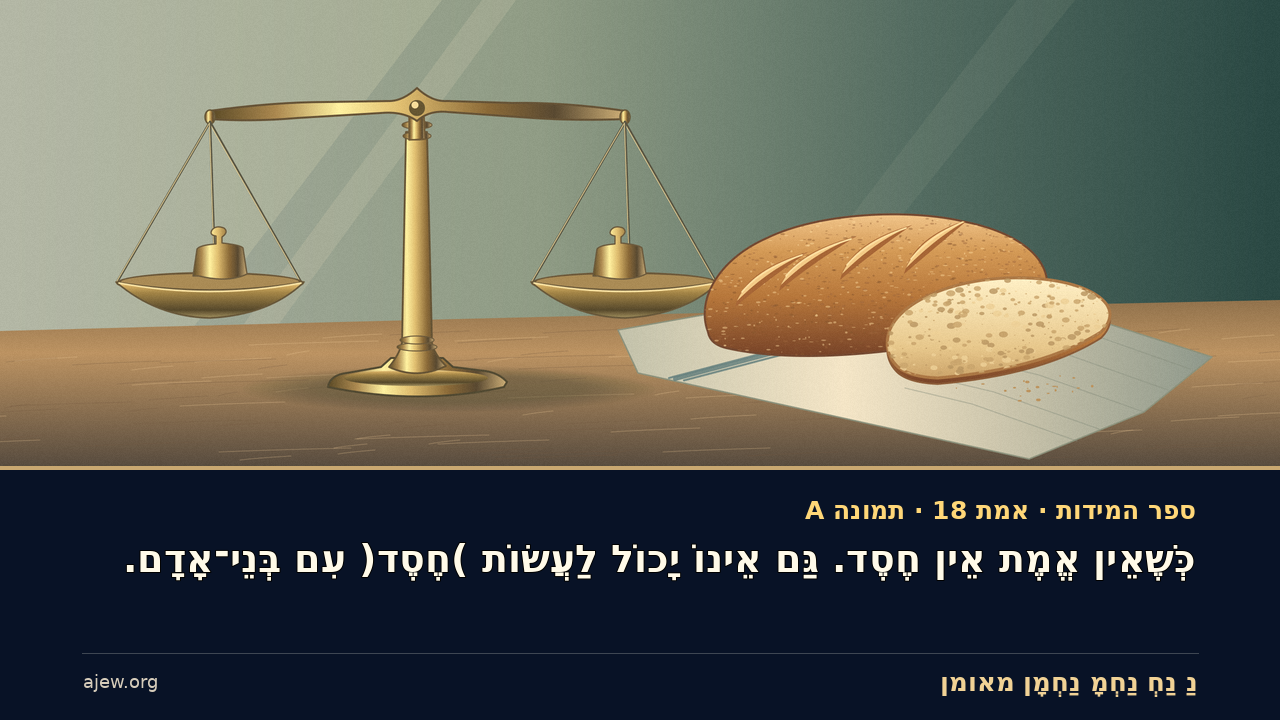 ספר המידות · אמת 18 · תמונה A
כְּשֶׁאֵין אֱמֶת אֵין חֶסֶד. גַּם אֵינוֹ יָכוֹל לַעֲשׂוֹת )חֶסֶד( עִם בְּנֵי־אָדָם.
נַ נַחְ נַחְמָ נַחְמָן מאומן
ajew.org